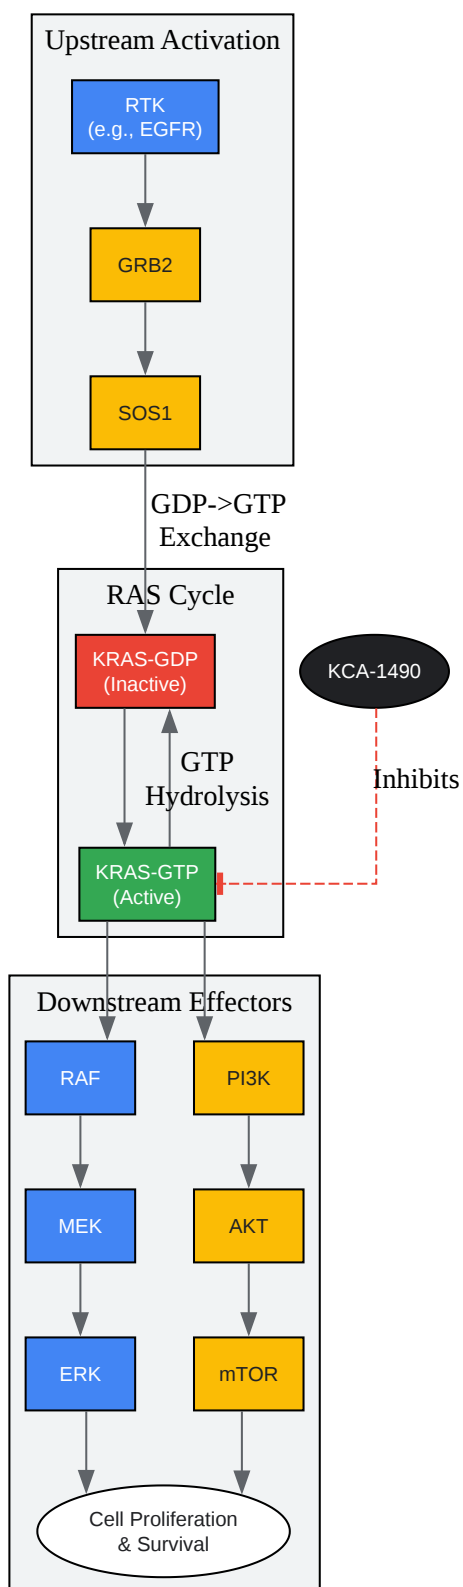 Upstream Activation
RTK
(e.g., EGFR)
GRB2
SOS1
GDP->GTP
Exchange
RAS Cycle
KRAS-GDP
(Inactive)
KCA-1490
GTP
Hydrolysis
Inhibits
KRAS-GTP
(Active)
Downstream Effectors
RAF
PI3K
MEK
AKT
ERK
mTOR
Cell Proliferation
& Survival